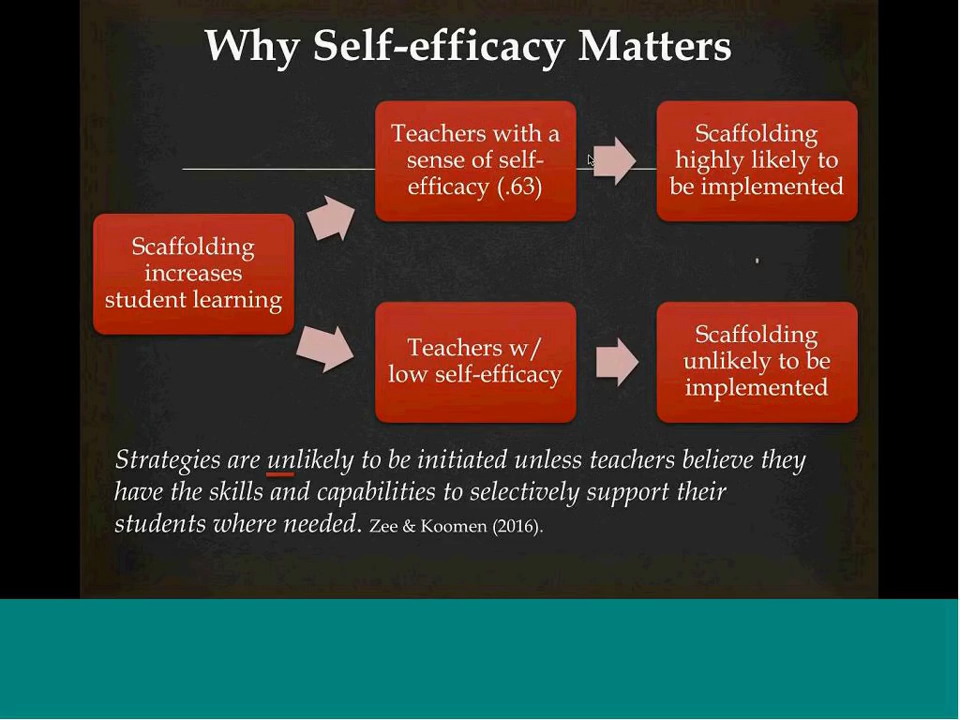 Why Self-efficacy Matters
Teachers with a
sense of self-
efficacy (.63)
Scaffolding
highly likely to
be implemented
Scaffolding
increases
student learning
Teachers w/
low self-efficacy
Scaffolding
unlikely to be
implemented
Strategies are unlikely to be initiated unless teachers believe they
have the skills and capabilities to selectively support their
students where needed. Zee & Koomen (2016).